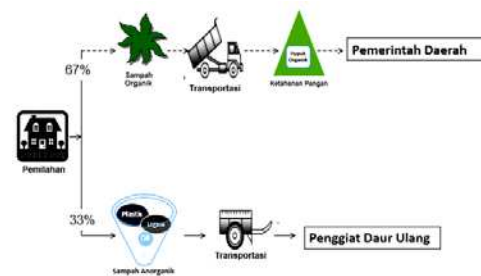 67%
Sampah
Organik
Transportasi
Pupuk
Organik
Ketahanan Pangan
Pemerintah Daerah
Pemilahan
33%
Plastik
Logam
Sampah Anorganik
Transportasi
Penggiat Daur Ulang